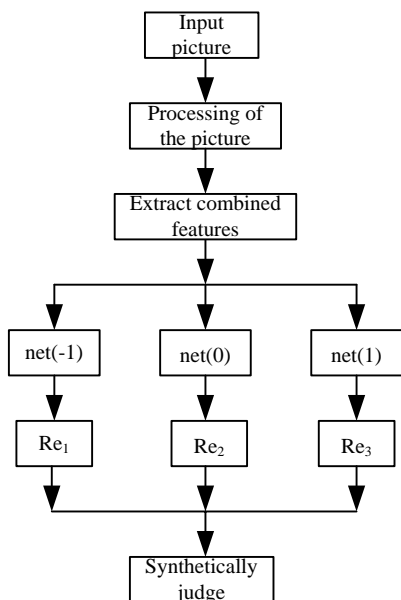 Input
picture
Processing of
the picture
Extract combined
features
net(-1)
net(0)
net(1)
Re₁
Re₂
Re₃
Synthetically
judge